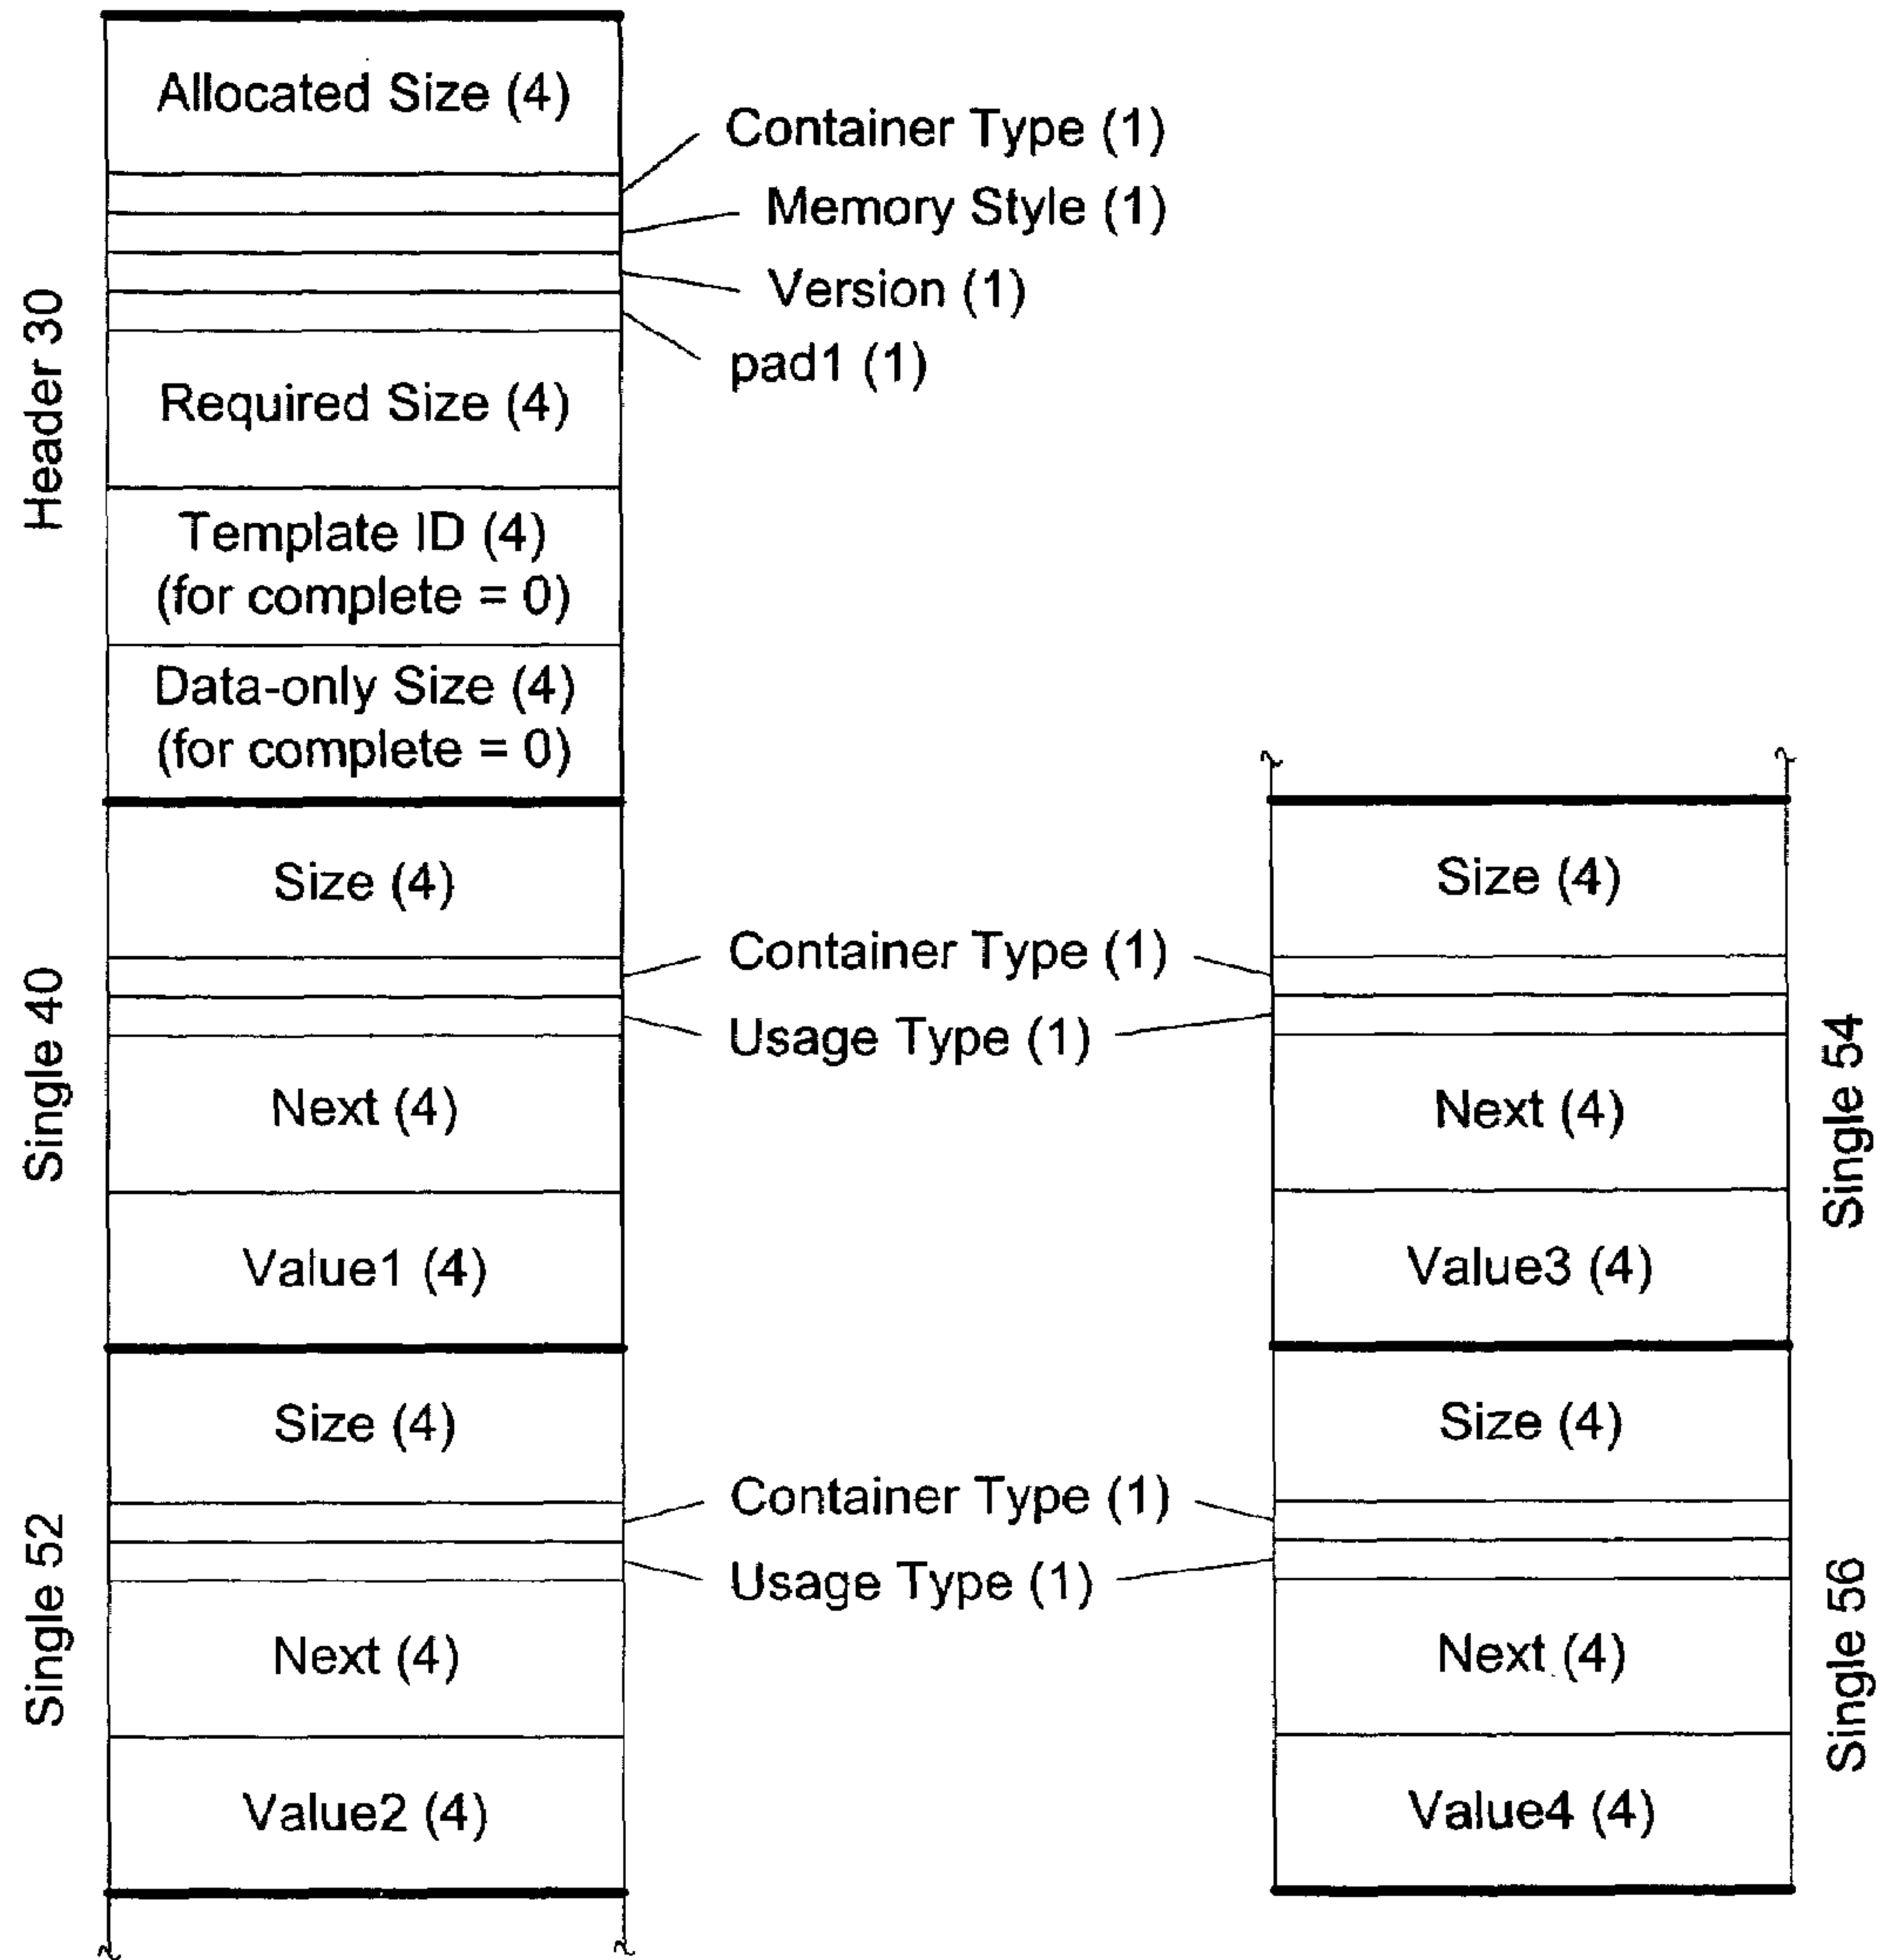 Allocated Size (4)
Container Type (1)
Memory Style (1)
Version (1)
pad1 (1)
Header 30
Required Size (4)
Template ID (4)
(for complete = 0)
Data-only Size (4)
(for complete = 0)
Single 40
Size (4)
Container Type (1)
Usage Type (1)
Next (4)
Value1 (4)
Single 52
Size (4)
Container Type (1)
Usage Type (1)
Next (4)
Value2 (4)
Size (4)
Next (4)
Value3 (4)
Single 54
Size (4)
Next (4)
Value4 (4)
Single 56